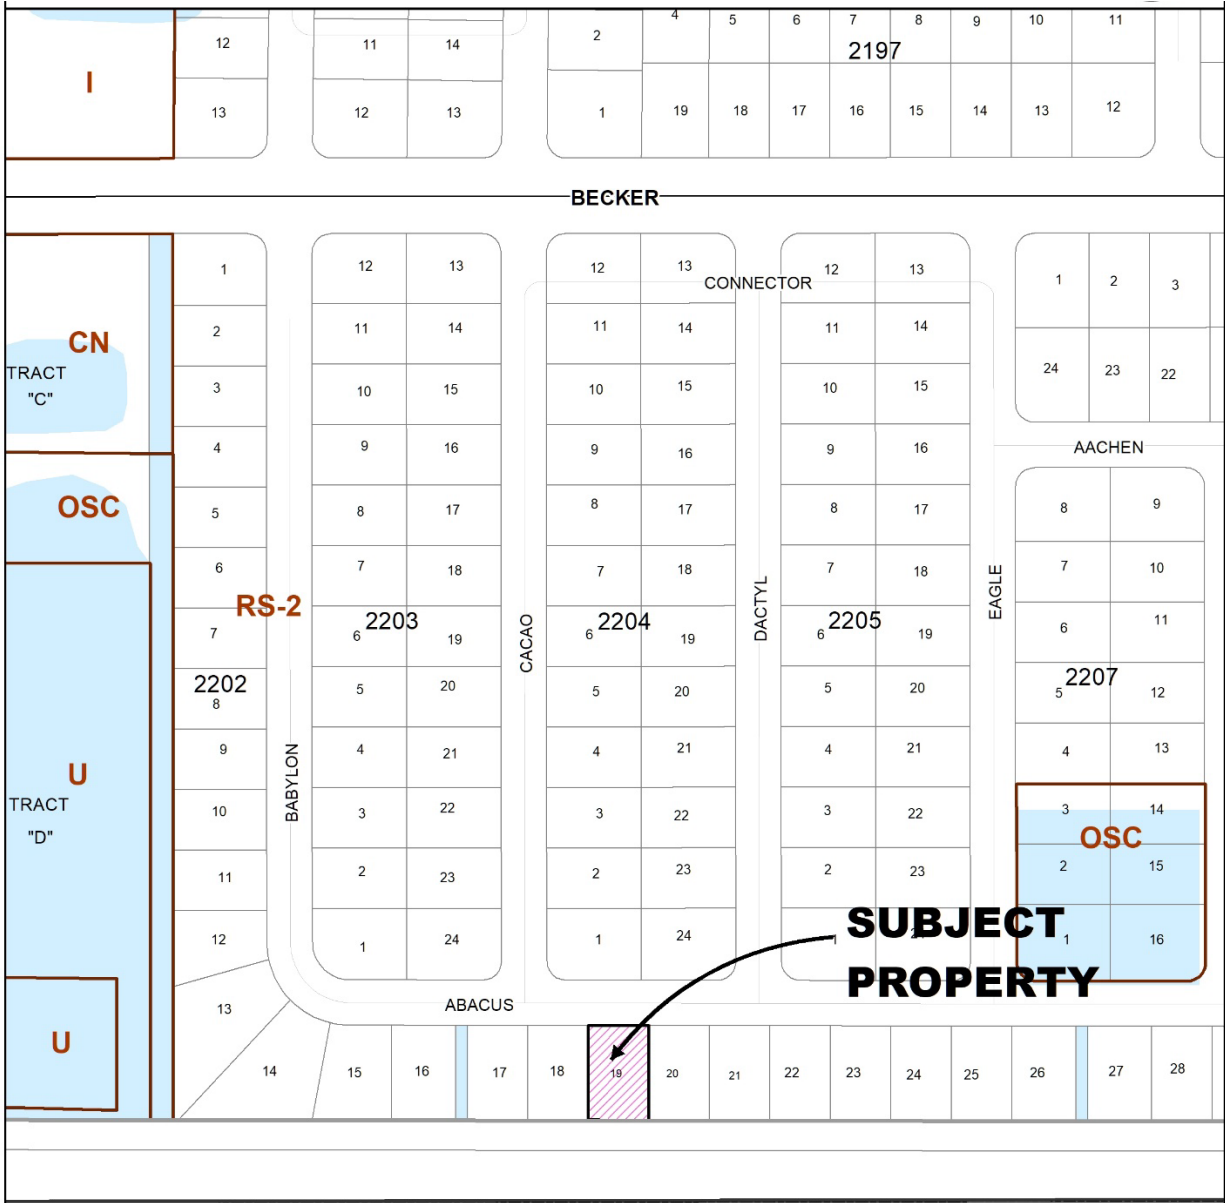 4 5 6 7 8 9 10 11
12 11 14 2
2197
I
13 12 13 1 19 18 17 16 15 14 13 12
BECKER
1 12 13 12 13 12 13 1 2 3
CONNECTOR
2 11 14 11 14 11 14
CN
TRACT
"C"
3 10 15 10 15 10 15 24 23 22
4 9 16 9 16 9 16
AACHEN
OSC
5 8 17 8 17 8 17 8 9
6 7 18 7 18 7 18 7 10
RS-2
BABYLON
CACAO
DACTYL
EAGLE
7 6 2203 19 6 2204 19 6 2205 19 6 11
2202
8 5 20 5 20 5 20 5 2207 12
9 4 21 4 21 4 21 4 13
U
TRACT
"D"
10 3 22 3 22 3 22 3 14
OSC
11 2 23 2 23 2 23 2 15
12 1 24 1 24 1 1 16
SUBJECT
PROPERTY
13
ABACUS
U
14 15 16 17 18 19 20 21 22 23 24 25 26 27 28